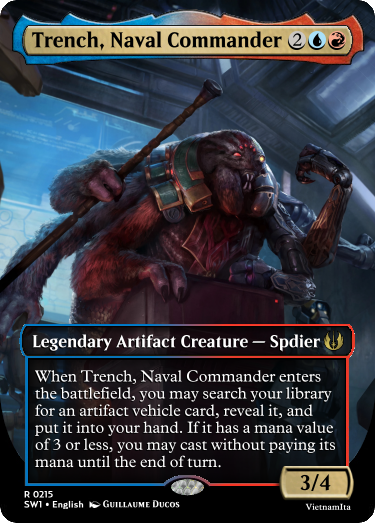 Trench, Naval Commander 2
Legendary Artifact Creature — Spdier
When Trench, Naval Commander enters
the battlefield, you may search your library
for an artifact vehicle card, reveal it, and
put it into your hand. If it has a mana value
of 3 or less, you may cast without paying its
mana until the end of turn.
3/4
R 0215
SW1 • English GUILLAUME DUCOS
VietnamIta